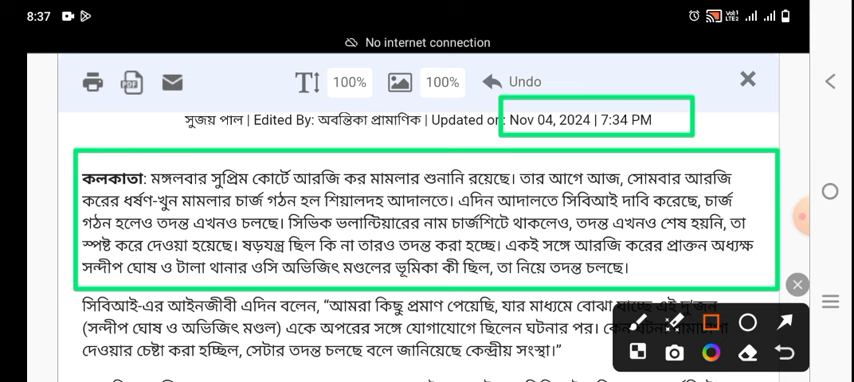 8:37
Vol 1
LTE2
No internet connection
100% 100% Undo
সুজয় পাল | Edited By: অবন্তিকা প্রামাণিক | Updated on: Nov 04, 2024 | 7:34 PM
কলকাতা: মঙ্গলবার সুপ্রিম কোর্টে আরজি কর মামলার শুনানি রয়েছে। তার আগে আজ, সোমবার আরজি
করের ধর্ষণ-খুন মামলার চার্জ গঠন হল শিয়ালদহ আদালতে। এদিন আদালতে সিবিআই দাবি করেছে, চার্জ
গঠন হলেও তদন্ত এখনও চলছে। সিভিক ভলান্টিয়ারের নাম চার্জশিটে থাকলেও, তদন্ত এখনও শেষ হয়নি, তা
স্পষ্ট করে দেওয়া হয়েছে। ষড়যন্ত্র ছিল কি না তারও তদন্ত করা হচ্ছে। একই সঙ্গে আরজি করের প্রাক্তন অধ্যক্ষ
সন্দীপ ঘোষ ও টালা থানার ওসি অভিজিৎ মণ্ডলের ভূমিকা কী ছিল, তা নিয়ে তদন্ত চলছে।
সিবিআই-এর আইনজীবী এদিন বলেন, “আমরা কিছু প্রমাণ পেয়েছি, যার মাধ্যমে বোঝা যাচ্ছে এই দু'জন
(সন্দীপ ঘোষ ও অভিজিৎ মণ্ডল) একে অপরের সঙ্গে যোগাযোগে ছিলেন ঘটনার পর। কেন
দেওয়ার চেষ্টা করা হচ্ছিল, সেটার তদন্ত চলছে বলে জানিয়েছে কেন্দ্রীয় সংস্থা।”